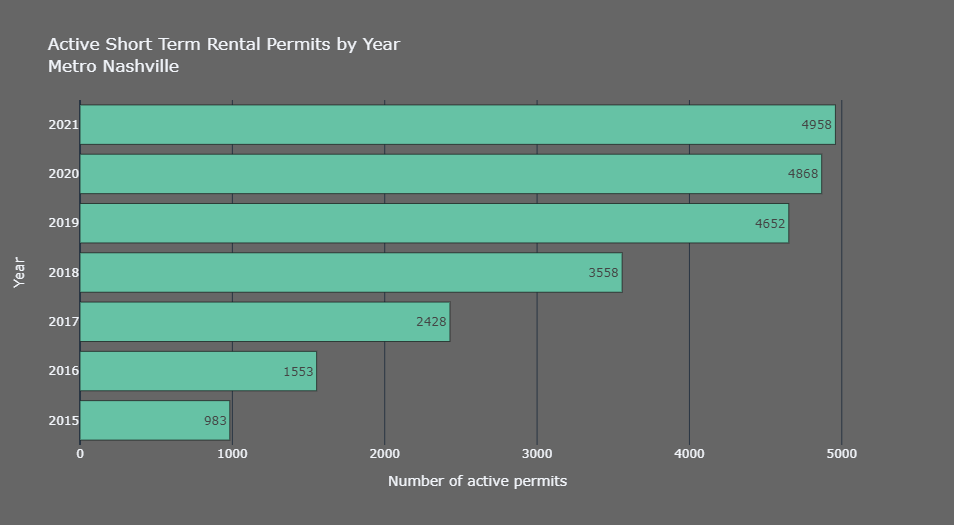 Active Short Term Rental Permits by Year
Metro Nashville
Year
2021 4958
2020 4868
2019 4652
2018 3558
2017 2428
2016 1553
2015 983
0 1000 2000 3000 4000 5000
Number of active permits